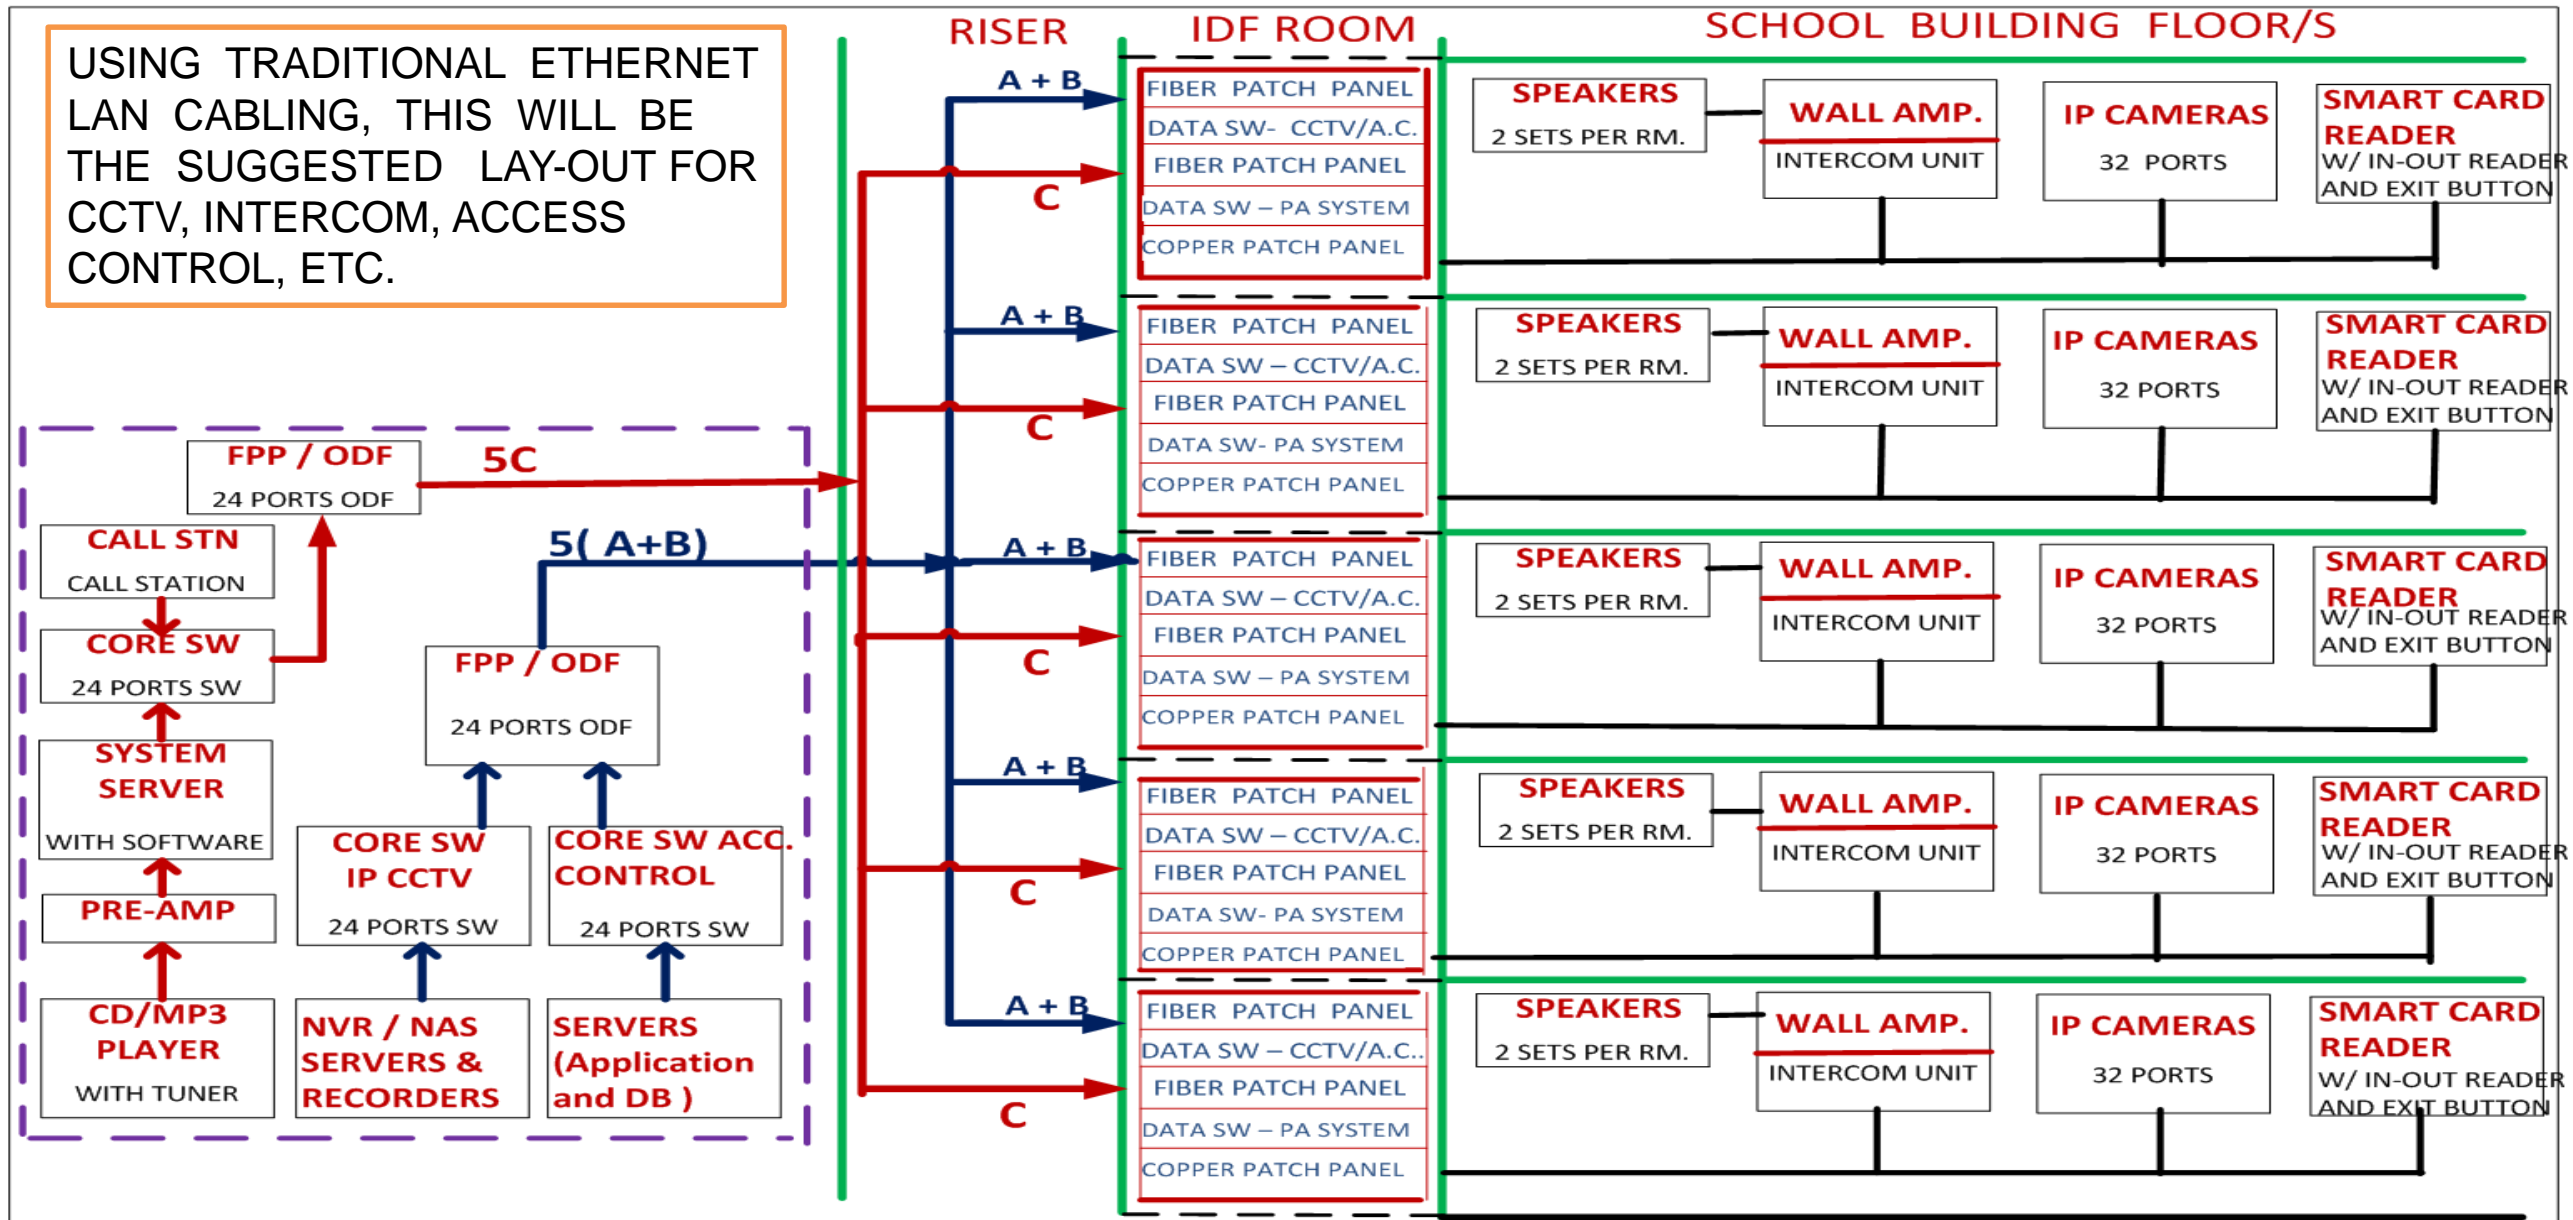 USING TRADITIONAL ETHERNET
LAN CABLING, THIS WILL BE
THE SUGGESTED LAY-OUT FOR
CCTV, INTERCOM, ACCESS
CONTROL, ETC.
RISER
IDF ROOM
SCHOOL BUILDING FLOOR/S
FPP / ODF
24 PORTS ODF
5C
CALL STN
CALL STATION
CORE SW
24 PORTS SW
SYSTEM
SERVER
WITH SOFTWARE
PRE-AMP
CD/MP3
PLAYER
WITH TUNER
5( A+B)
FPP / ODF
24 PORTS ODF
CORE SW
IP CCTV
24 PORTS SW
CORE SW ACC.
CONTROL
24 PORTS SW
NVR / NAS
SERVERS &
RECORDERS
SERVERS
(Application
and DB )
A + B
C
FIBER PATCH PANEL
DATA SW- CCTV/A.C.
FIBER PATCH PANEL
DATA SW – PA SYSTEM
COPPER PATCH PANEL
SPEAKERS
2 SETS PER RM.
WALL AMP.
INTERCOM UNIT
IP CAMERAS
32 PORTS
SMART CARD
READER
W/ IN-OUT READER
AND EXIT BUTTON
A + B
C
FIBER PATCH PANEL
DATA SW – CCTV/A.C.
FIBER PATCH PANEL
DATA SW- PA SYSTEM
COPPER PATCH PANEL
SPEAKERS
2 SETS PER RM.
WALL AMP.
INTERCOM UNIT
IP CAMERAS
32 PORTS
SMART CARD
READER
W/ IN-OUT READER
AND EXIT BUTTON
A + B
C
FIBER PATCH PANEL
DATA SW – CCTV/A.C.
FIBER PATCH PANEL
DATA SW – PA SYSTEM
COPPER PATCH PANEL
SPEAKERS
2 SETS PER RM.
WALL AMP.
INTERCOM UNIT
IP CAMERAS
32 PORTS
SMART CARD
READER
W/ IN-OUT READER
AND EXIT BUTTON
A + B
C
FIBER PATCH PANEL
DATA SW – CCTV/A.C.
FIBER PATCH PANEL
DATA SW- PA SYSTEM
COPPER PATCH PANEL
SPEAKERS
2 SETS PER RM.
WALL AMP.
INTERCOM UNIT
IP CAMERAS
32 PORTS
SMART CARD
READER
W/ IN-OUT READER
AND EXIT BUTTON
A + B
C
FIBER PATCH PANEL
DATA SW – CCTV/A.C..
FIBER PATCH PANEL
DATA SW – PA SYSTEM
COPPER PATCH PANEL
SPEAKERS
2 SETS PER RM.
WALL AMP.
INTERCOM UNIT
IP CAMERAS
32 PORTS
SMART CARD
READER
W/ IN-OUT READER
AND EXIT BUTTON